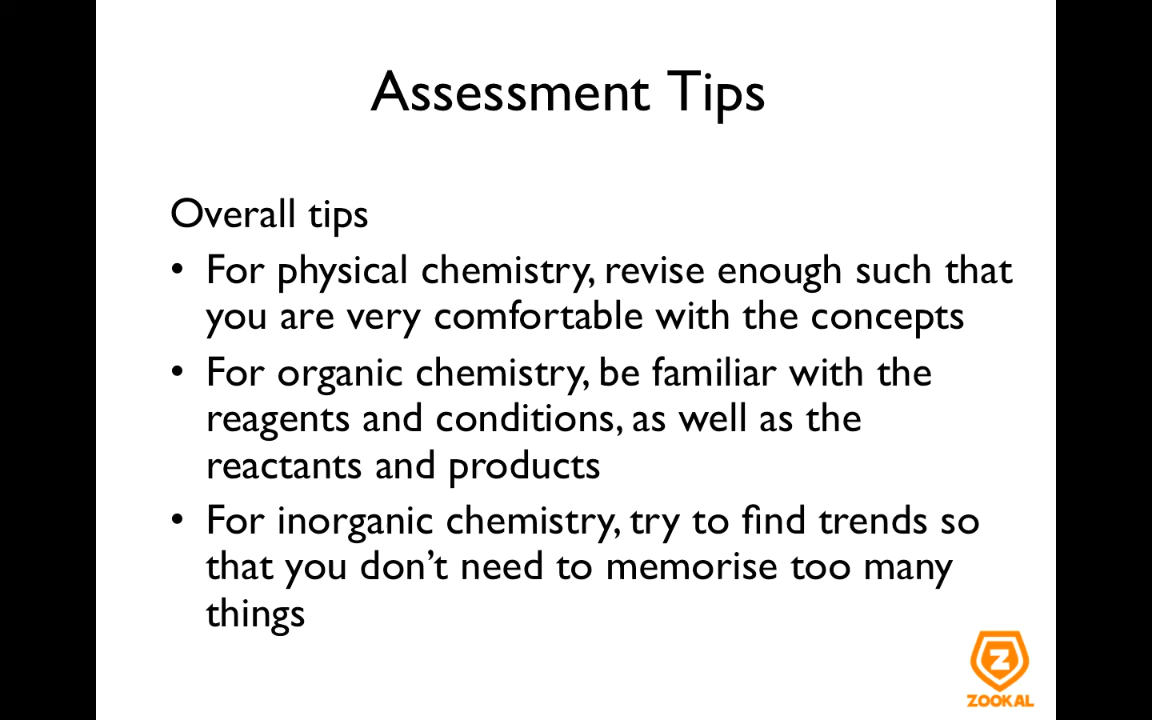 Assessment Tips
Overall tips
• For physical chemistry, revise enough such that
you are very comfortable with the concepts
• For organic chemistry, be familiar with the
reagents and conditions, as well as the
reactants and products
• For inorganic chemistry, try to find trends so
that you don’t need to memorise too many
things
Z
ZOOKAL